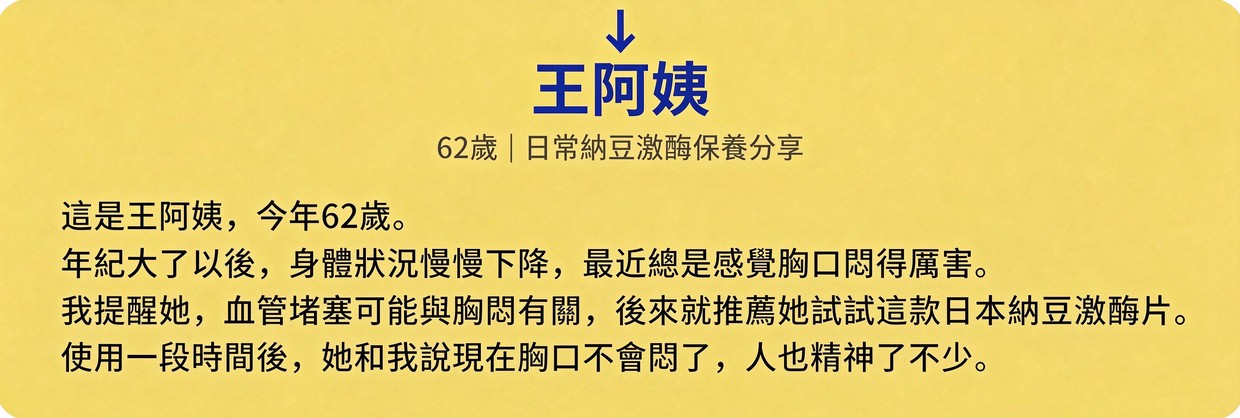 王阿姨
62歲｜日常納豆激酶保養分享
這是王阿姨，今年62歲。
年紀大了以後，身體狀況慢慢下降，最近總是感覺胸口悶得厲害。
我提醒她，血管堵塞可能與胸悶有關，後來就推薦她試試這款日本納豆激酶片。
使用一段時間後，她和我說現在胸口不會悶了，人也精神了不少。